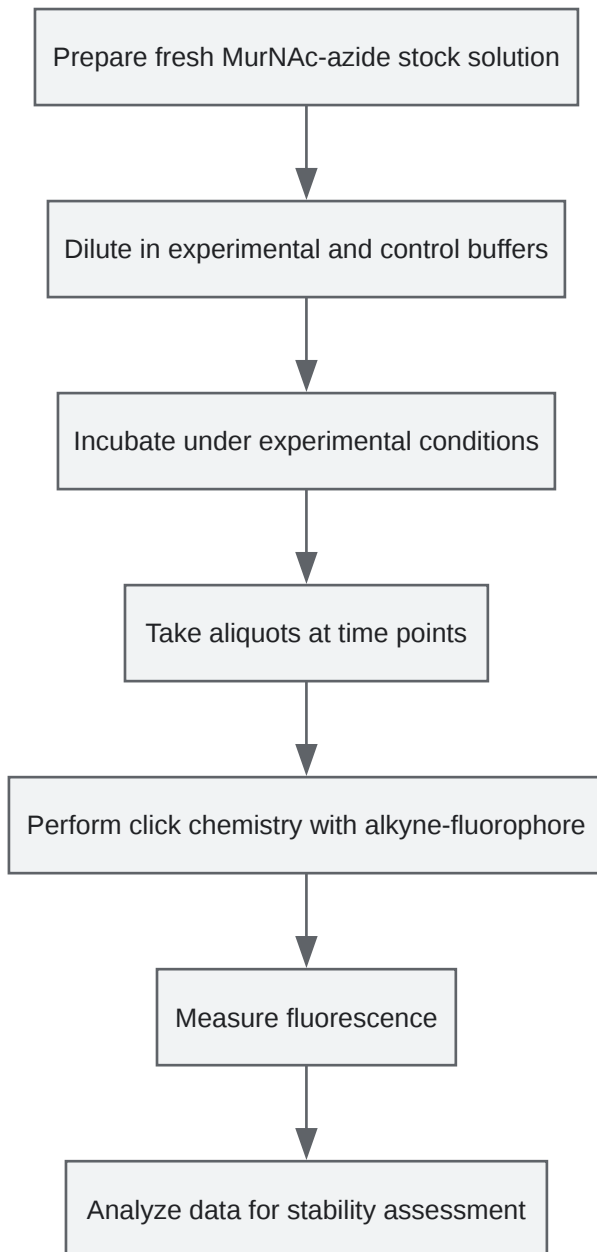 Prepare fresh MurNAc-azide stock solution
Dilute in experimental and control buffers
Incubate under experimental conditions
Take aliquots at time points
Perform click chemistry with alkyne-fluorophore
Measure fluorescence
Analyze data for stability assessment